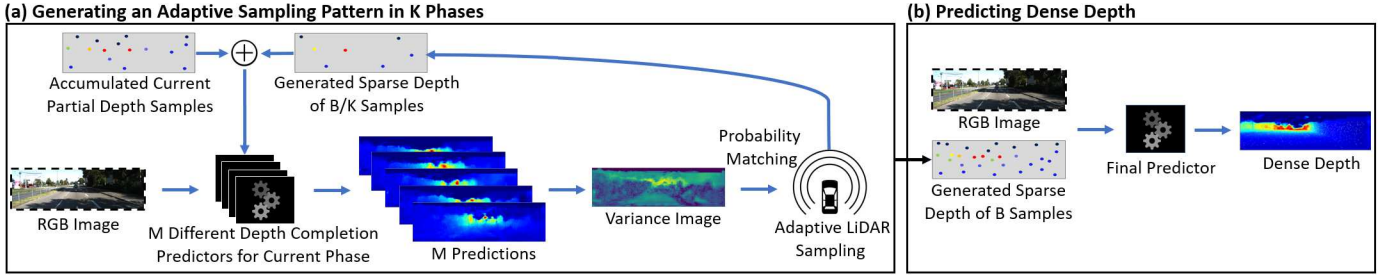 (a) Generating an Adaptive Sampling Pattern in K Phases
Accumulated Current
Partial Depth Samples
Generated Sparse Depth
of B/K Samples
RGB Image
M Different Depth Completion
Predictors for Current Phase
M Predictions
Variance Image
Probability
Matching
Adaptive LiDAR
Sampling
(b) Predicting Dense Depth
RGB Image
Generated Sparse
Depth of B Samples
Final Predictor
Dense Depth